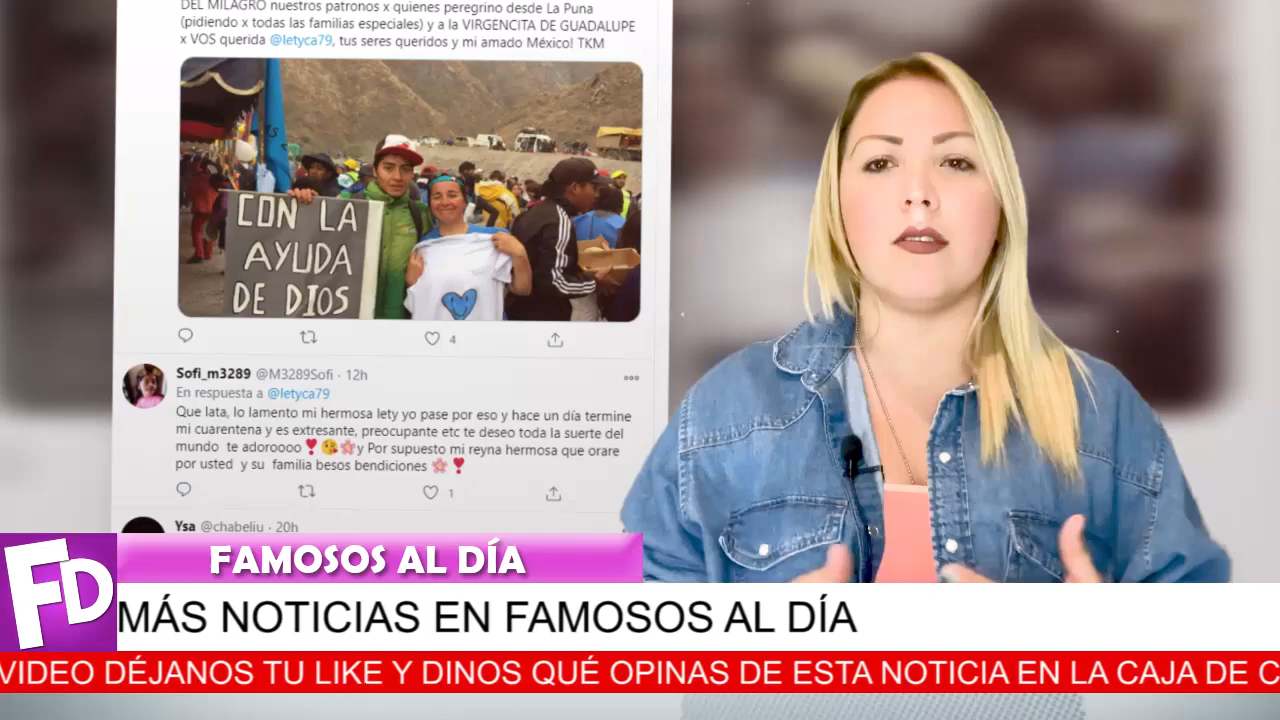 DEL MILAGRO nuestros patronos x quienes peregrino desde La Puna
(pidiendo x todas las familias especiales) y a la VIRGENCITA DE GUADALUPE
x VOS querida @letyca79, tus seres queridos y mi amado México! TKM
CON LA
AYUDA
DE DIOS
4
Sofi_m3289 @M3289Sofi · 12h
En respuesta a @letyca79
Que lata, lo lamento mi hermosa lety yo pase por eso y hace un día termine
mi cuarentena y es extresante, preocupante etc te deseo toda la suerte del
mundo te adoroooo ❣️😘🌸y Por supuesto mi reyna hermosa que orare
por usted y su familia besos bendiciones 🌸❣️
1
Ysa @chabeliu · 20h
FD
FAMOSOS AL DÍA
MÁS NOTICIAS EN FAMOSOS AL DÍA
VIDEO DÉJANOS TU LIKE Y DINOS QUÉ OPINAS DE ESTA NOTICIA EN LA CAJA DE C